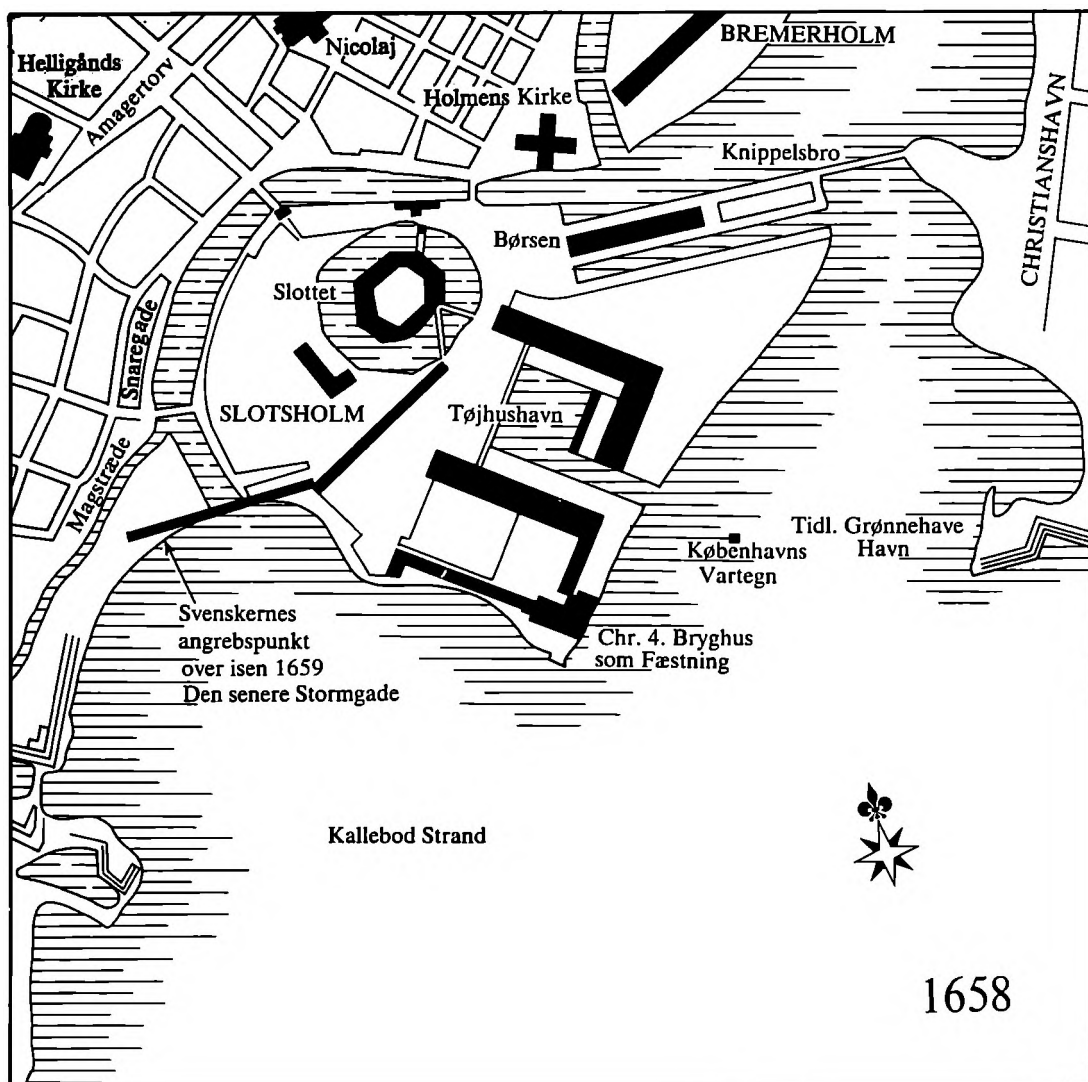 BREMERHOLM
Nicolaj
Helligånds
Kirke
Amagertorv
Holmens Kirke
Knippelsbro
CHRISTIANSHAVN
Børsen
Slottet
Snaregade
SLOTSHOLM
Tøjhushavn
Magstræde
Tidl. Grønnehave
Havn
Københavns
Vartegn
Svenskernes
angrebspunkt
over isen 1659
Den senere Stormgade
Chr. 4. Bryghus
som Fæstning
Kallebod Strand
1658